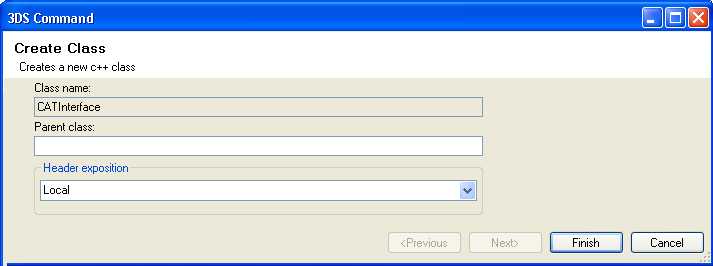 3DS Command
Create Class
Creates a new c++ class
Class name:
CATInterface
Parent class:
Header exposition
Local
<Previous
Next>
Finish
Cancel